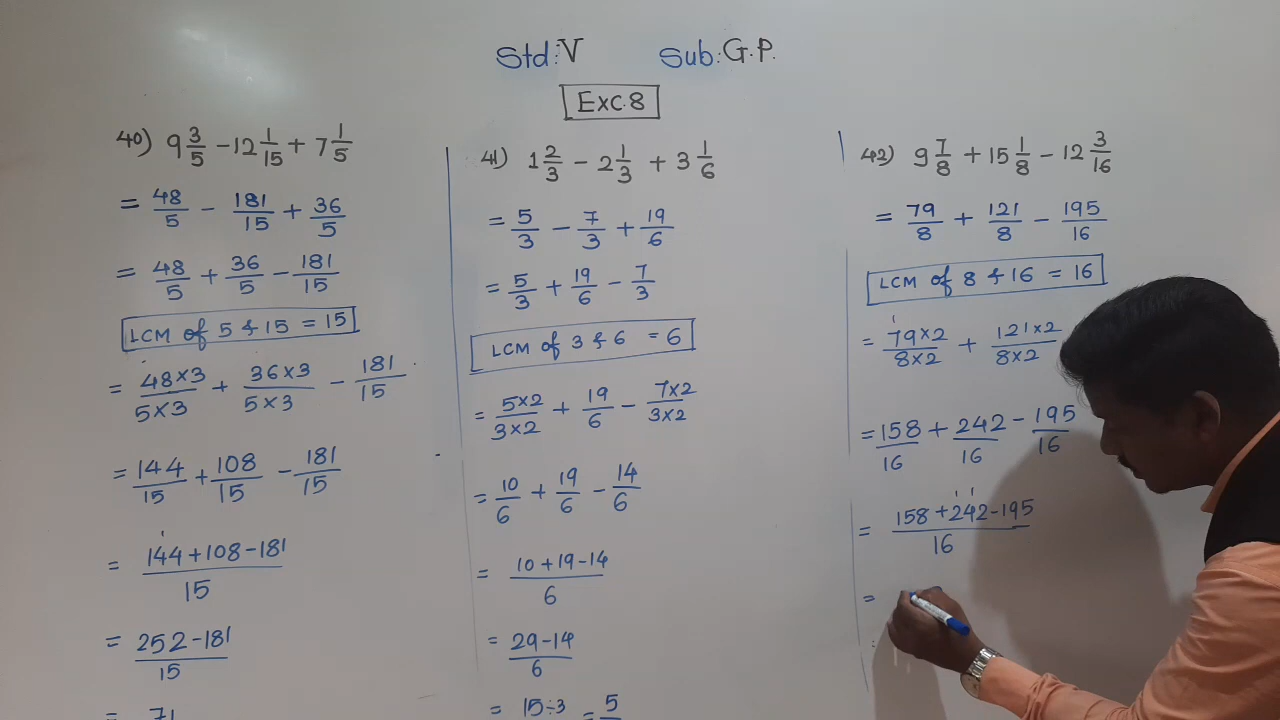 Std: V Sub: G.P.
Exc.8
40) 9 3/5 - 12 1/15 + 7 1/5
= 48/5 - 181/15 + 36/5
= 48/5 + 36/5 - 181/15
LCM of 5 & 15 = 15
= 48×3/5×3 + 36×3/5×3 - 181/15
= 144/15 + 108/15 - 181/15
= 144+108-181/15
= 252-181/15
71
41) 1 2/3 - 2 1/3 + 3 1/6
= 5/3 - 7/3 + 19/6
= 5/3 + 19/6 - 7/3
LCM of 3 & 6 = 6
= 5×2/3×2 + 19/6 - 7×2/3×2
= 10/6 + 19/6 - 14/6
= 10+19-14/6
= 29-14/6
= 15÷3 = 5
42) 9 7/8 + 15 1/8 - 12 3/16
= 79/8 + 121/8 - 195/16
LCM of 8 & 16 = 16
= 79×2/8×2 + 121×2/8×2
= 158/16 + 242/16 - 195/16
= 158+242-195/16
=